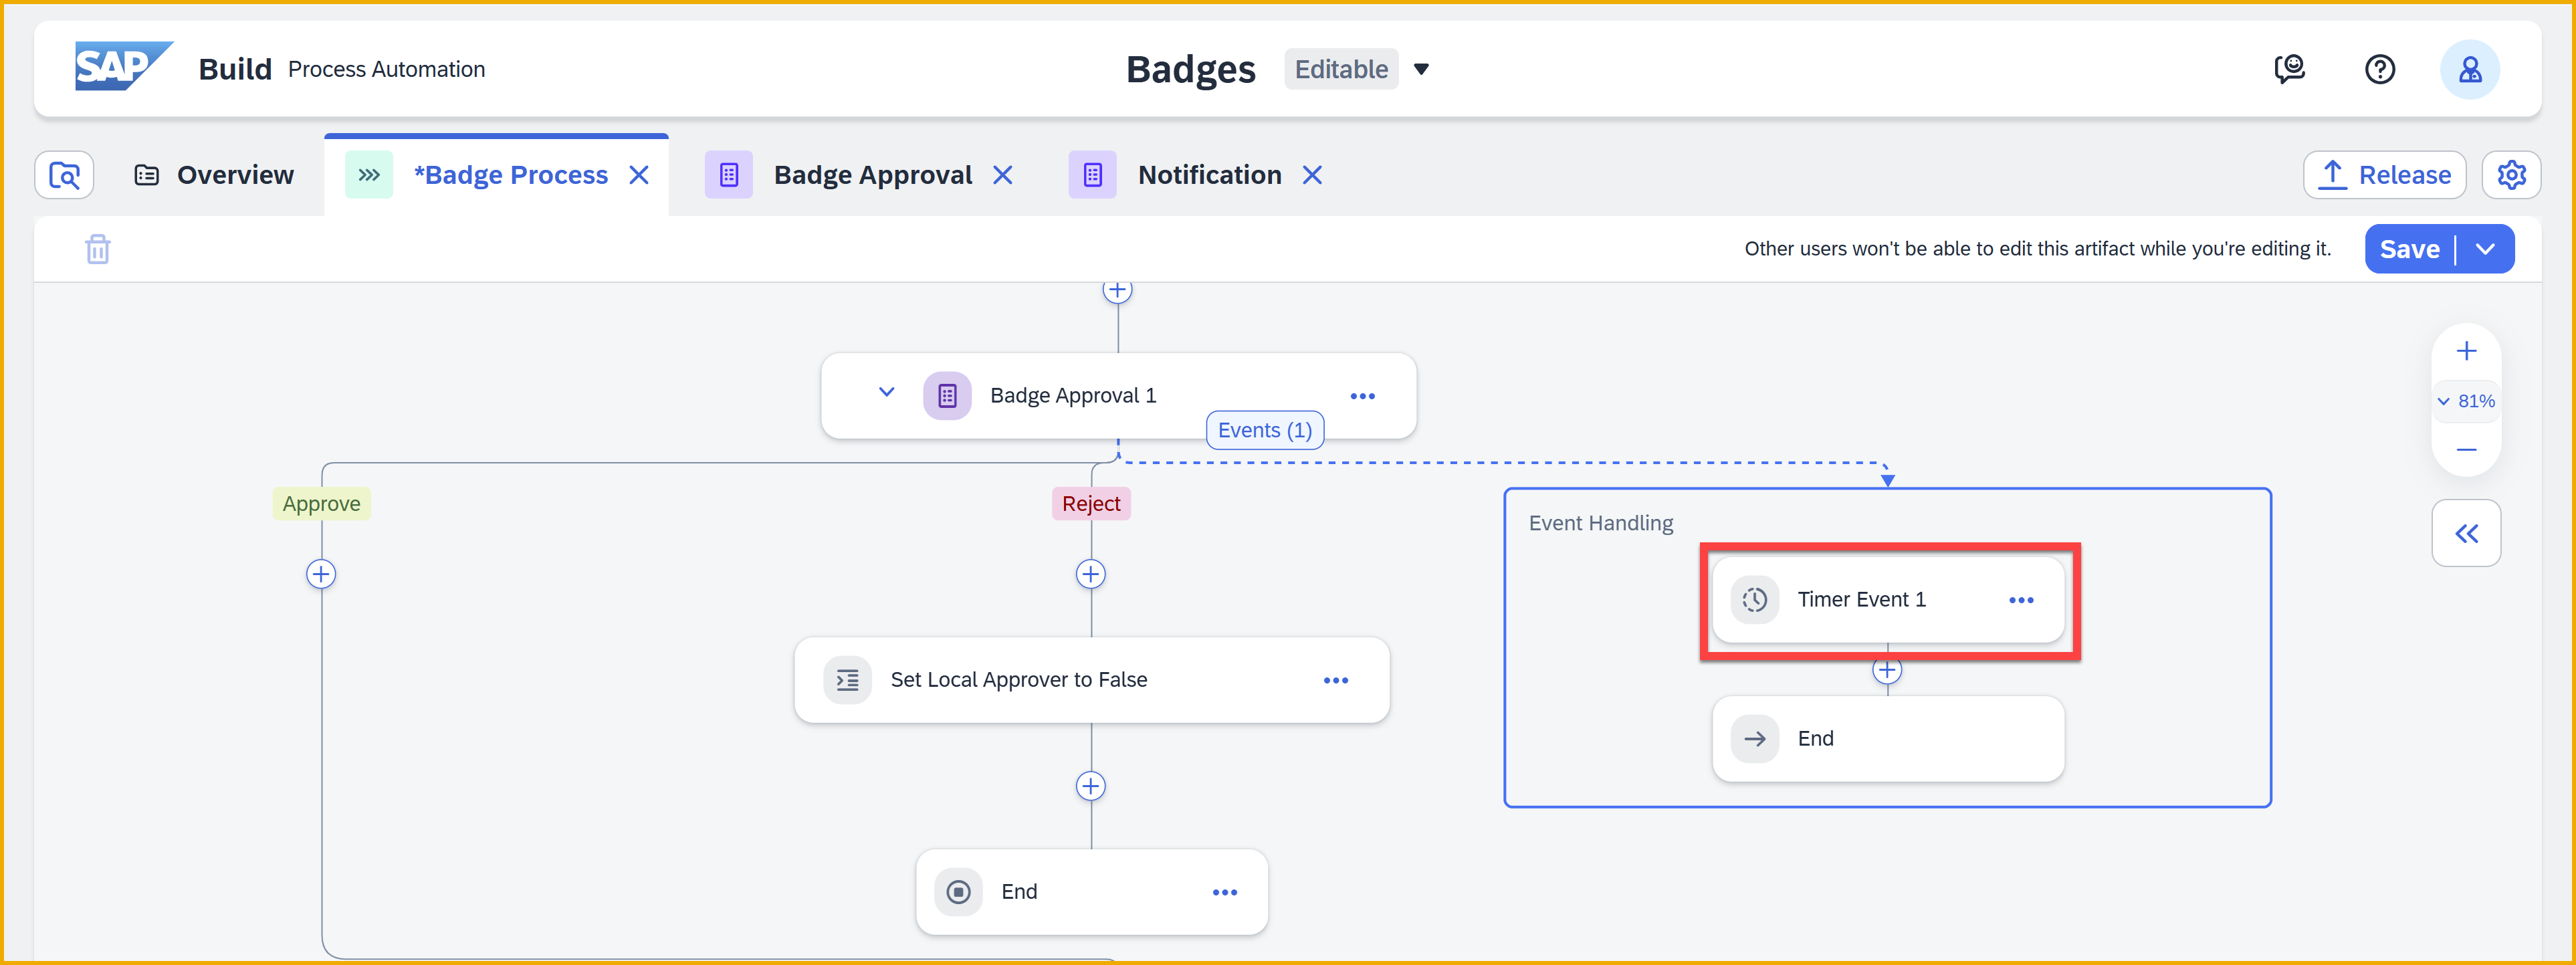 SAP Build Process Automation
Badges Editable
Overview
*Badge Process
Badge Approval
Notification
Release
Other users won't be able to edit this artifact while you're editing it.
Save
Badge Approval 1
Events (1)
81%
Approve
Reject
Event Handling
Timer Event 1
Set Local Approver to False
End
End